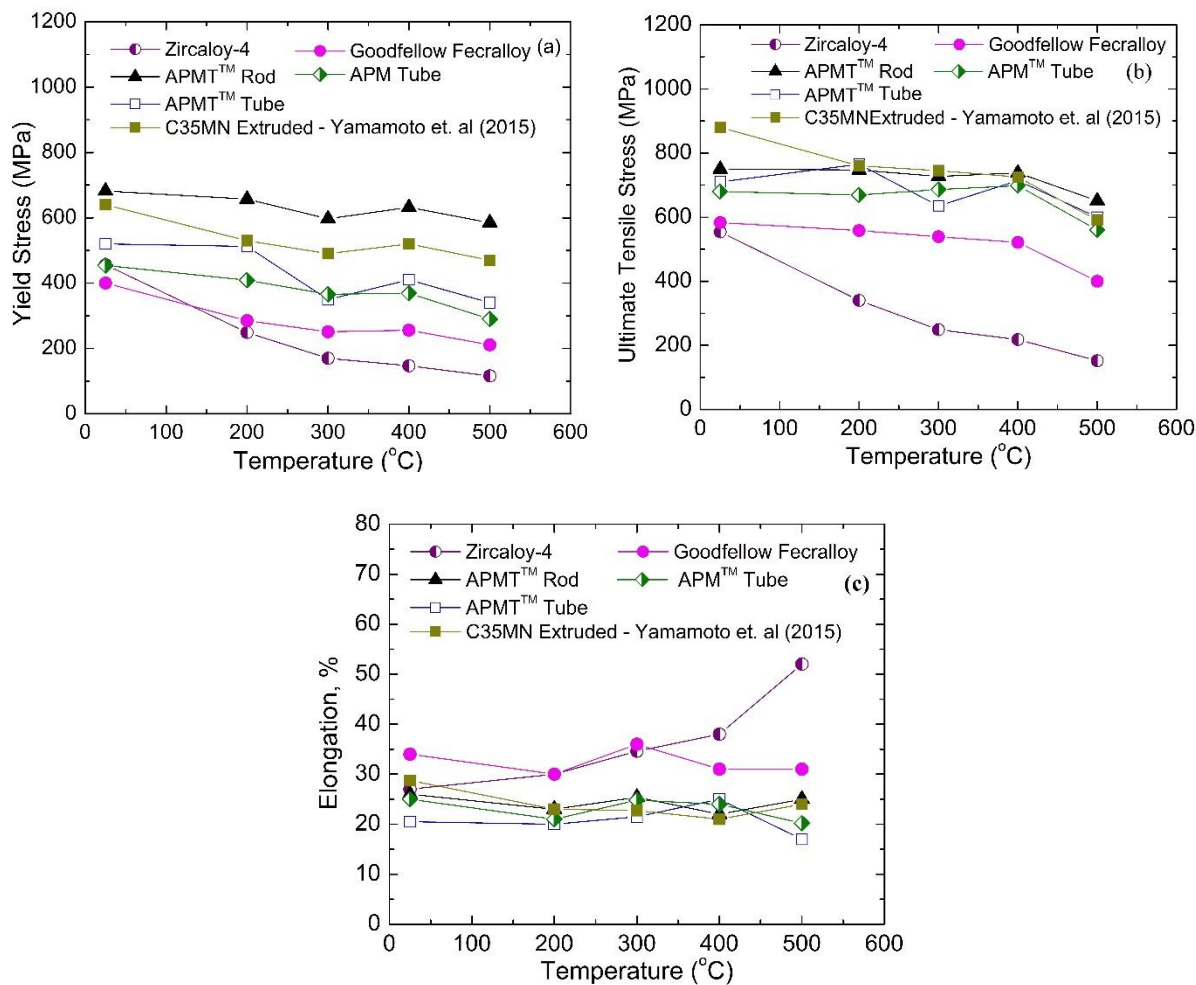 1200
1000
800
600
400
200
0
Yield Stress (MPa)
Zircaloy-4
Goodfellow Fecralloy
(a)
APMT™ Rod
APM Tube
APMT™ Tube
C35MN Extruded - Yamamoto et. al (2015)
0 100 200 300 400 500 600
Temperature (°C)
1200
1000
800
600
400
200
0
Ultimate Tensile Stress (MPa)
Zircaloy-4
Goodfellow Fecralloy
APMT™ Rod
APM™ Tube
(b)
APMT™ Tube
C35MNExtruded - Yamamoto et. al (2015)
0 100 200 300 400 500 600
Temperature (°C)
80
70
60
50
40
30
20
10
0
Elongation, %
Zircaloy-4
Goodfellow Fecralloy
APMT™ Rod
APM™ Tube
(c)
APMT™ Tube
C35MN Extruded - Yamamoto et. al (2015)
0 100 200 300 400 500 600
Temperature (°C)